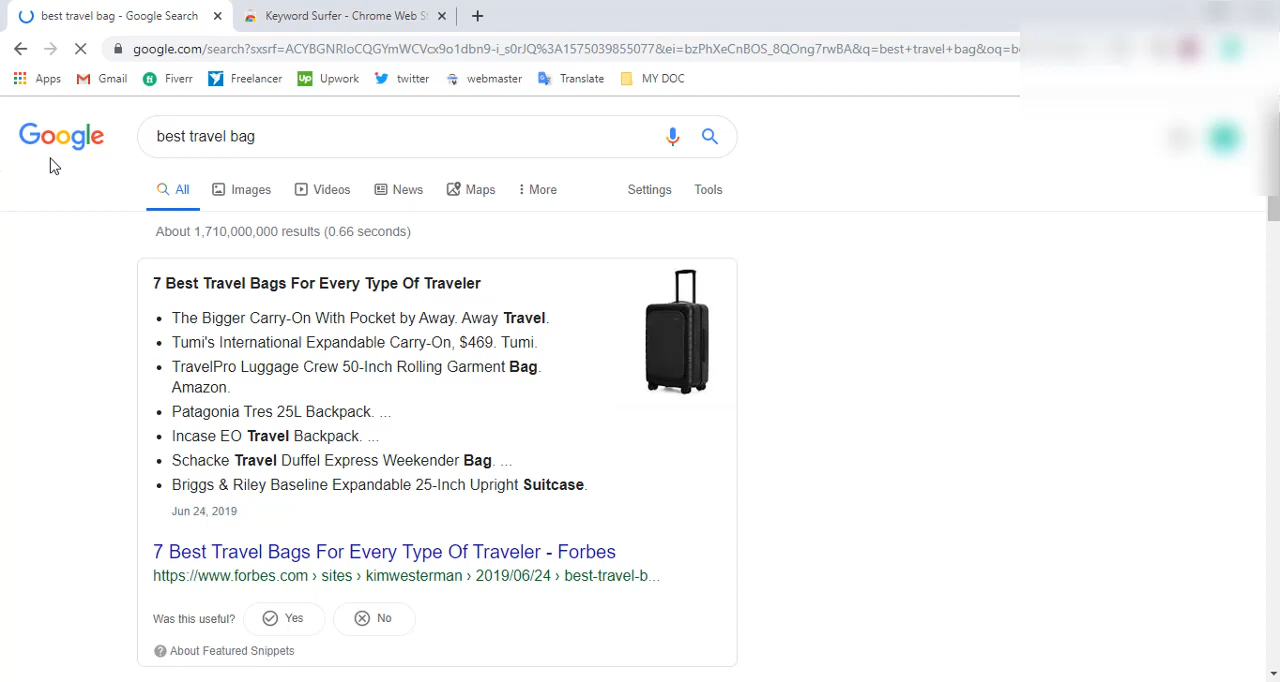 best travel bag - Google Search
Keyword Surfer - Chrome Web St
google.com/search?sxsrf=ACYBGNRIoCQGYmWCVcx9o1dbn9-i_s0rJQ%3A1575039855077&ei=bzPhXeCnBOS_8QOng7rwBA&q=best+travel+bag&oq=be
Apps Gmail Fiverr Freelancer Upwork twitter webmaster Translate MY DOC
Google best travel bag
All Images Videos News Maps More Settings Tools
About 1,710,000,000 results (0.66 seconds)
7 Best Travel Bags For Every Type Of Traveler
• The Bigger Carry-On With Pocket by Away. Away Travel.
• Tumi's International Expandable Carry-On, $469. Tumi.
• TravelPro Luggage Crew 50-Inch Rolling Garment Bag.
Amazon.
• Patagonia Tres 25L Backpack. ...
• Incase EO Travel Backpack. ...
• Schacke Travel Duffel Express Weekender Bag. ...
• Briggs & Riley Baseline Expandable 25-Inch Upright Suitcase.
Jun 24, 2019
7 Best Travel Bags For Every Type Of Traveler - Forbes
https://www.forbes.com › sites › kimwesterman › 2019/06/24 › best-travel-b...
Was this useful? Yes No
About Featured Snippets